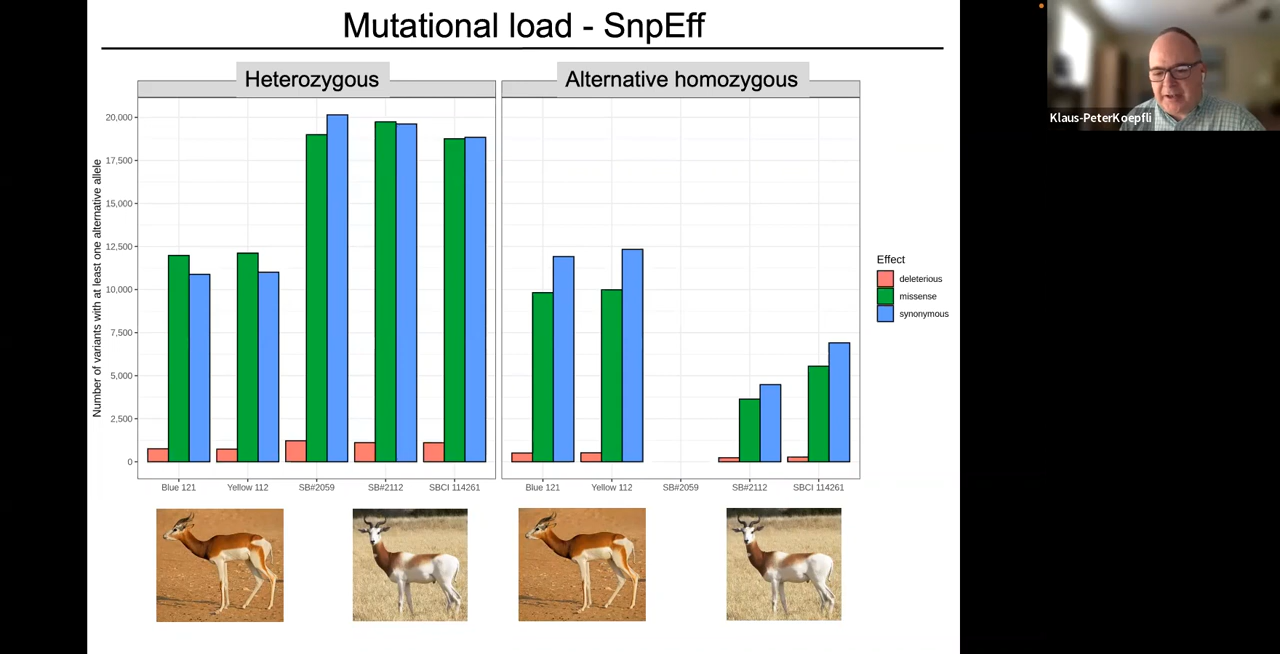 Mutational load - SnpEff
Heterozygous
Alternative homozygous
Number of variants with at least one alternative allele
20,000
17,500
15,000
12,500
10,000
7,500
5,000
2,500
0
Blue 121
Yellow 112
SB#2059
SB#2112
SBCI 114261
Blue 121
Yellow 112
SB#2059
SB#2112
SBCI 114261
Effect
deleterious
missense
synonymous
Klaus-PeterKoepfli